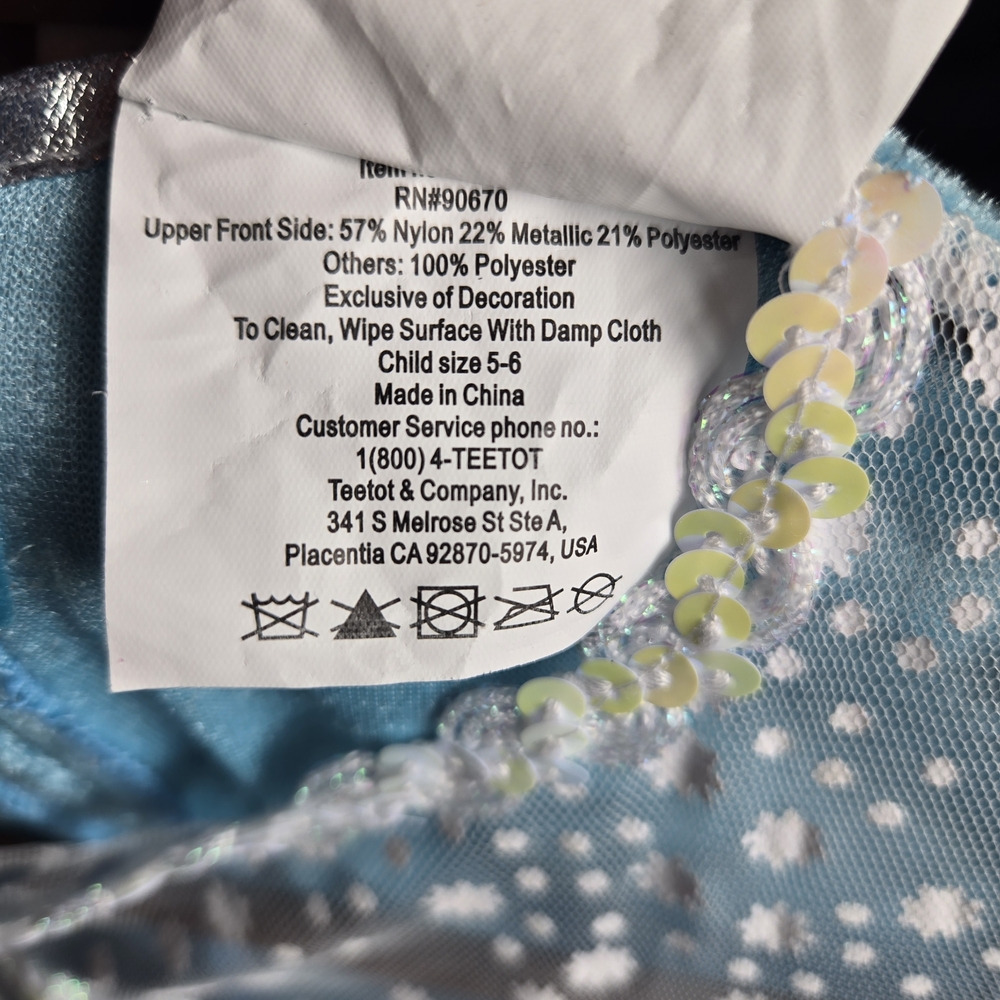 RN#90670
Upper Front Side: 57% Nylon 22% Metallic 21% Polyester
Others: 100% Polyester
Exclusive of Decoration
To Clean, Wipe Surface With Damp Cloth
Child size 5-6
Made in China
Customer Service phone no.:
1(800) 4-TEETOT
Teetot & Company, Inc.
341 S Melrose St Ste A,
Placentia CA 92870-5974, USA